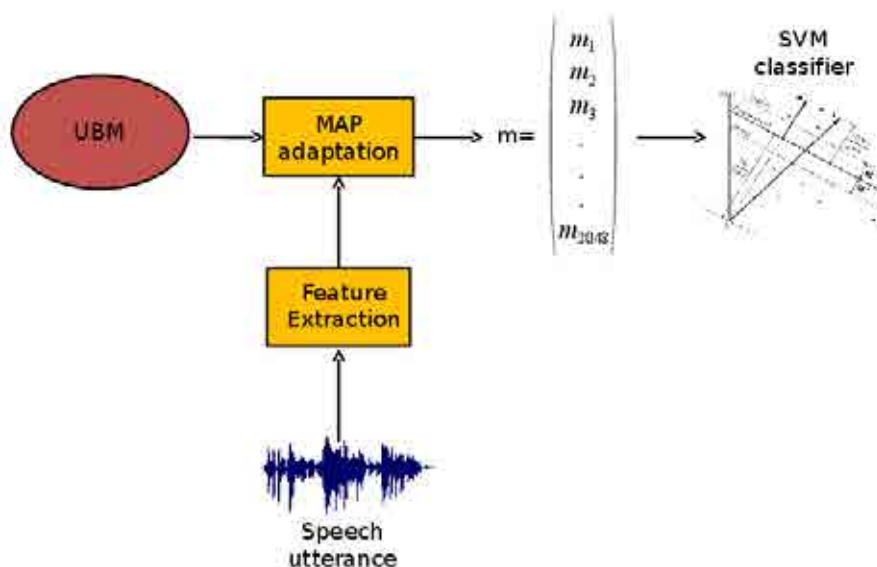 UBM
MAP
adaptation
m=
m₁
m₂
m₃
.
.
.
m₂₀₄₈
SVM
classifier
Feature
Extraction
Speech
utterance